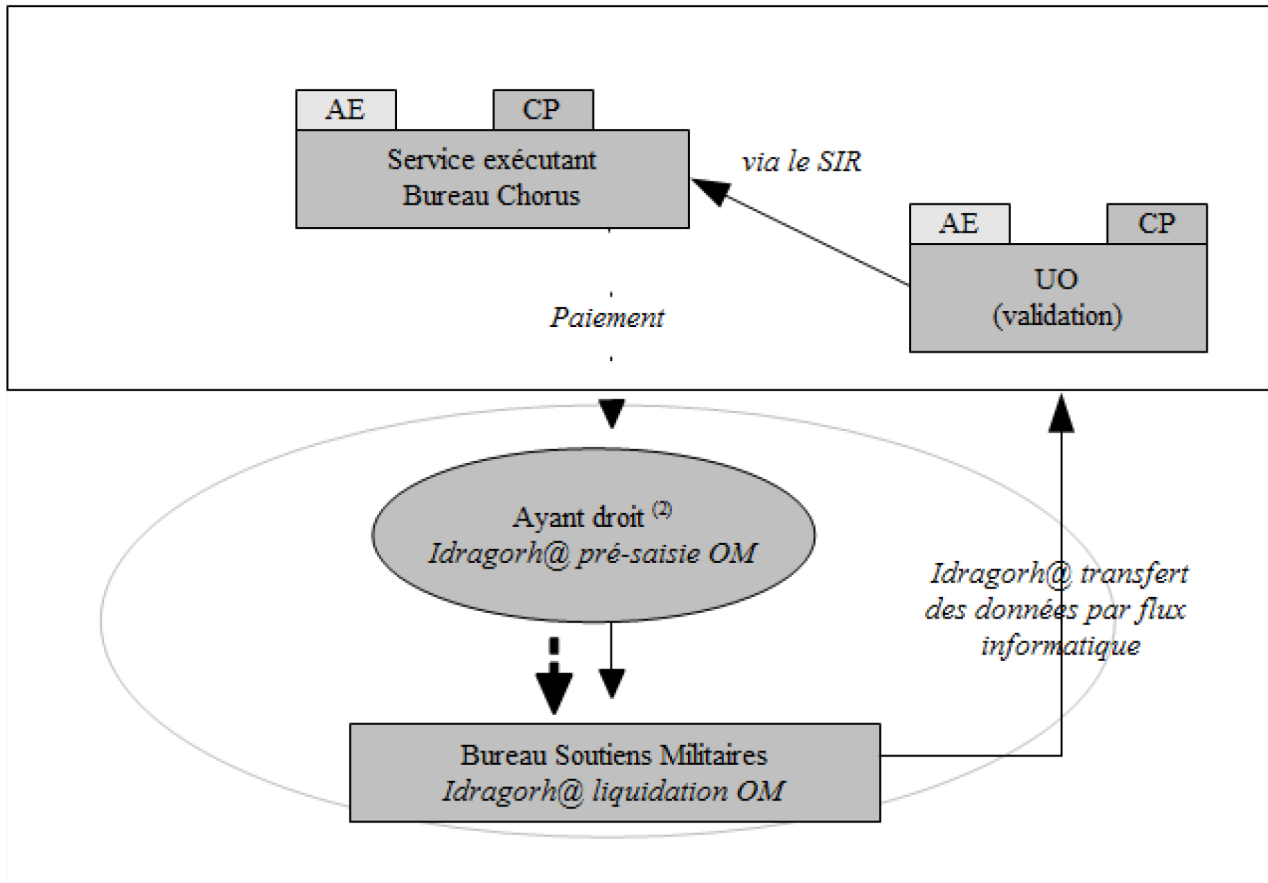 AE
CP
Service exécutant
Bureau Chorus
via le SIR
AE
CP
UO
(validation)
Paiement
Ayant droit (2)
Idragorh@ pré-saisie OM
Idragorh@ transfert
des données par flux
informatique
Bureau Soutiens Militaires
Idragorh@ liquidation OM